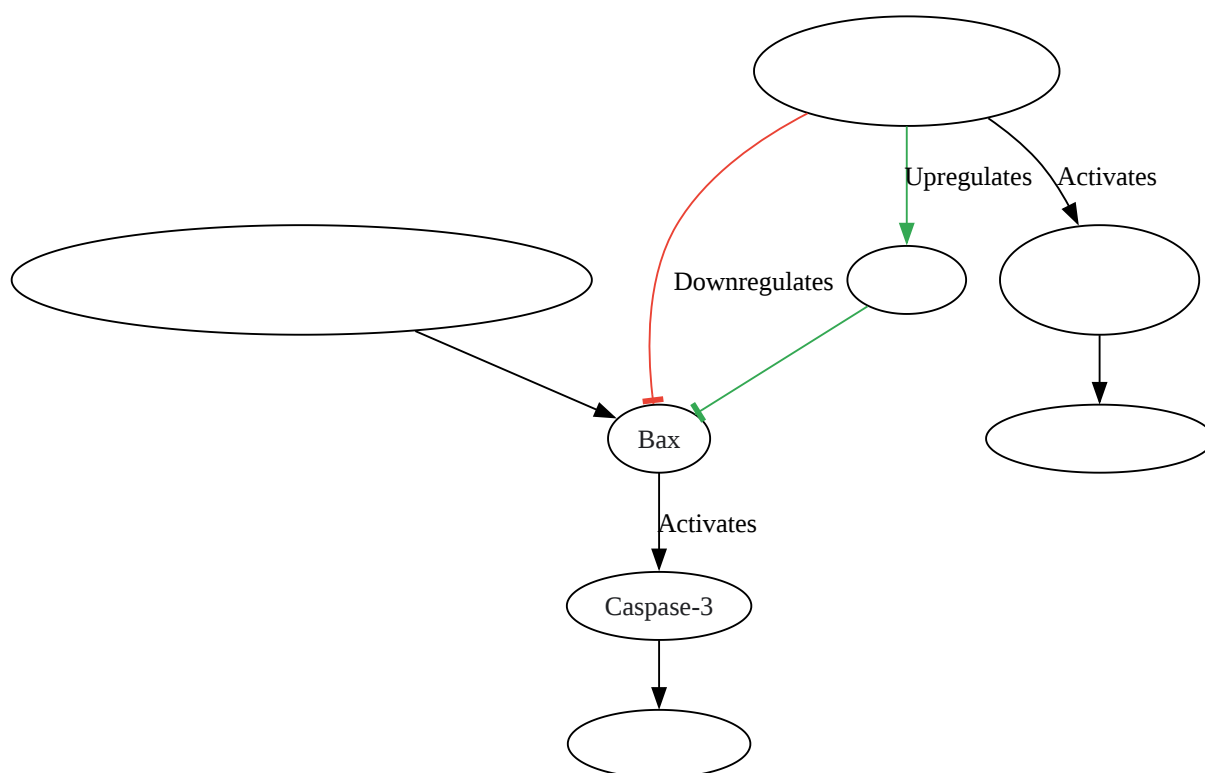 Upregulates
Activates
Downregulates
Bax
Activates
Caspase-3